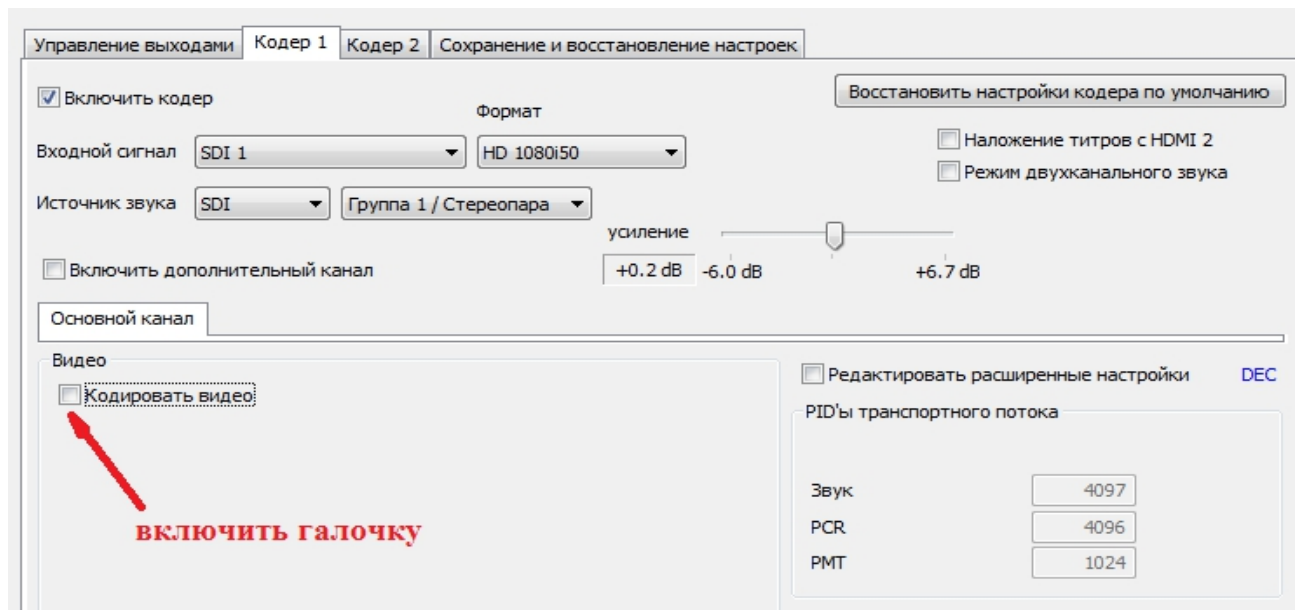 Управление выходами Кодер 1 Кодер 2 Сохранение и восстановление настроек
Включить кодер
Восстановить настройки кодера по умолчанию
Формат
Входной сигнал SDI 1 HD 1080i50
Наложение титров с HDMI 2
Режим двухканального звука
Источник звука SDI Группа 1 / Стереопара
усиление
Включить дополнительный канал
+0.2 dB -6.0 dB +6.7 dB
Основной канал
Видео
Кодировать видео
Редактировать расширенные настройки DEC
PID'ы транспортного потока
Звук 4097
PCR 4096
PMT 1024
включить галочку